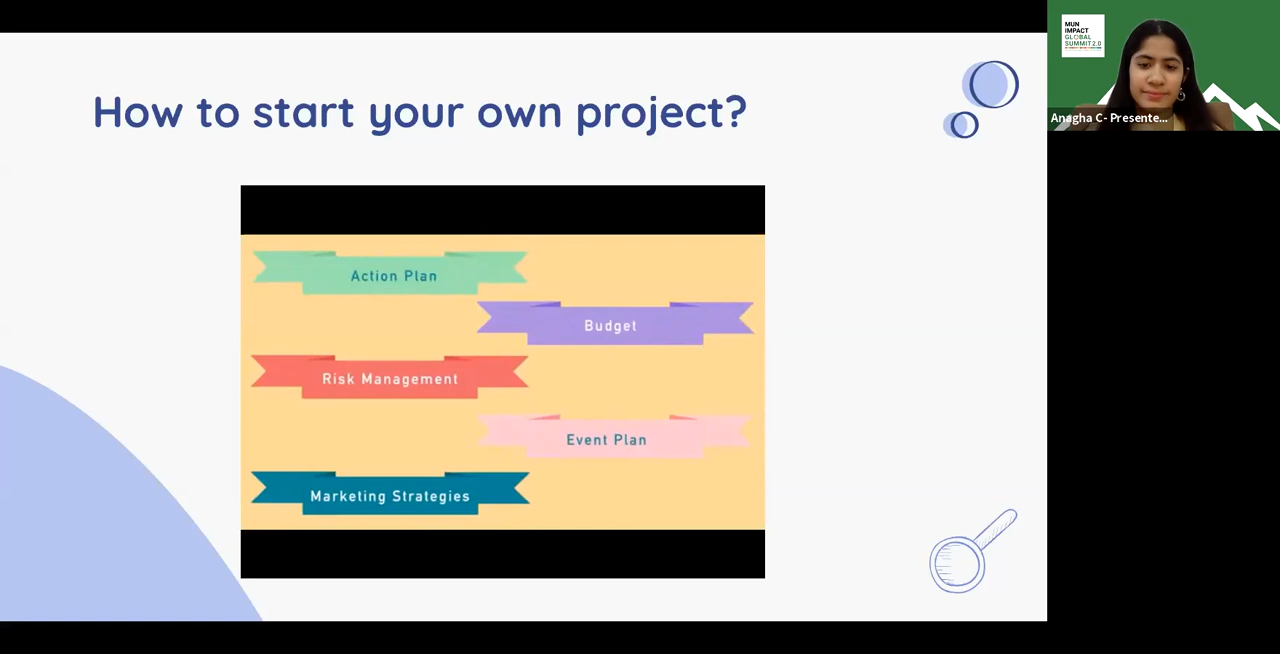 How to start your own project?
Action Plan
Budget
Risk Management
Event Plan
Marketing Strategies
MUN
IMPACT
GLOBAL
SUMMIT 2.0
Anagha C- Presente...